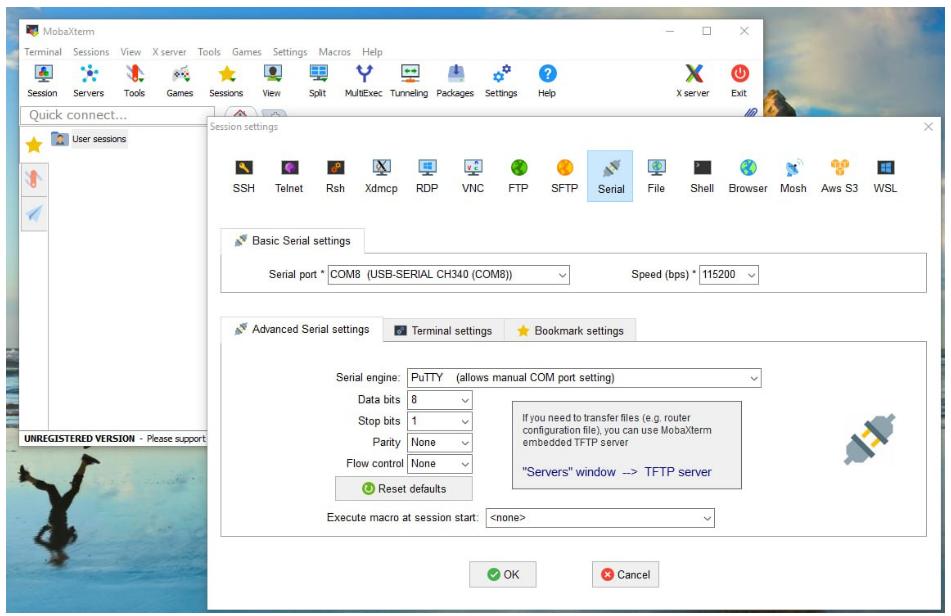 MobaXterm
Terminal Sessions View X server Tools Games Settings Macros Help
Session Servers Tools Games Sessions View Split MultiExec Tunneling Packages Settings Help X server Exit
Quick connect...
User sessions
UNREGISTERED VERSION - Please support
Session settings
SSH Telnet Rsh Xdmcp RDP VNC FTP SFTP Serial File Shell Browser Mosh Aws S3 WSL
Basic Serial settings
Serial port * COM8 (USB-SERIAL CH340 (COM8)) Speed (bps) * 115200
Advanced Serial settings Terminal settings Bookmark settings
Serial engine: PuTTY (allows manual COM port setting)
Data bits 8
Stop bits 1
Parity None
Flow control None
Reset defaults
If you need to transfer files (e.g. router
configuration file), you can use MobaXterm
embedded TFTP server
"Servers" window --> TFTP server
Execute macro at session start: <none>
OK Cancel